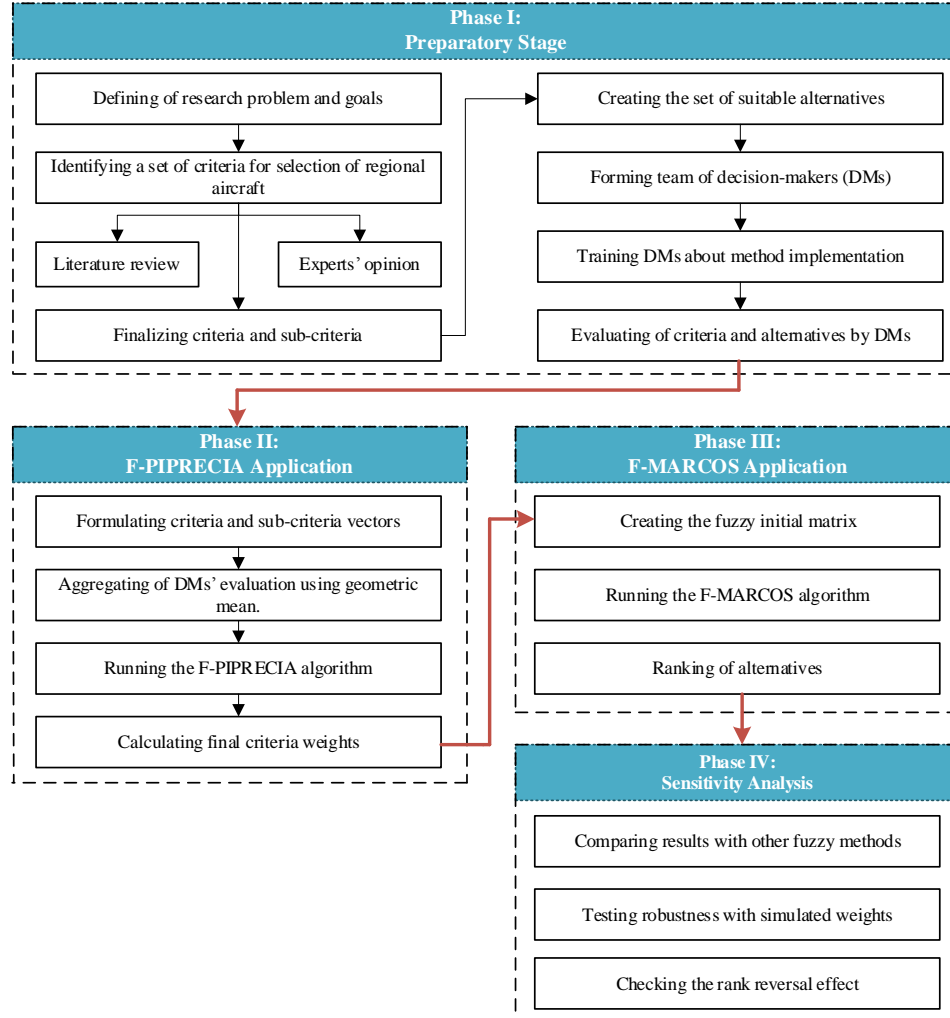 Phase I:
Preparatory Stage
Defining of research problem and goals
Identifying a set of criteria for selection of regional
aircraft
Literature review
Experts' opinion
Finalizing criteria and sub-criteria
Creating the set of suitable alternatives
Forming team of decision-makers (DMs)
Training DMs about method implementation
Evaluating of criteria and alternatives by DMs
Phase II:
F-PIPRECIA Application
Formulating criteria and sub-criteria vectors
Aggregating of DMs' evaluation using geometric
mean.
Running the F-PIPRECIA algorithm
Calculating final criteria weights
Phase III:
F-MARCOS Application
Creating the fuzzy initial matrix
Running the F-MARCOS algorithm
Ranking of alternatives
Phase IV:
Sensitivity Analysis
Comparing results with other fuzzy methods
Testing robustness with simulated weights
Checking the rank reversal effect